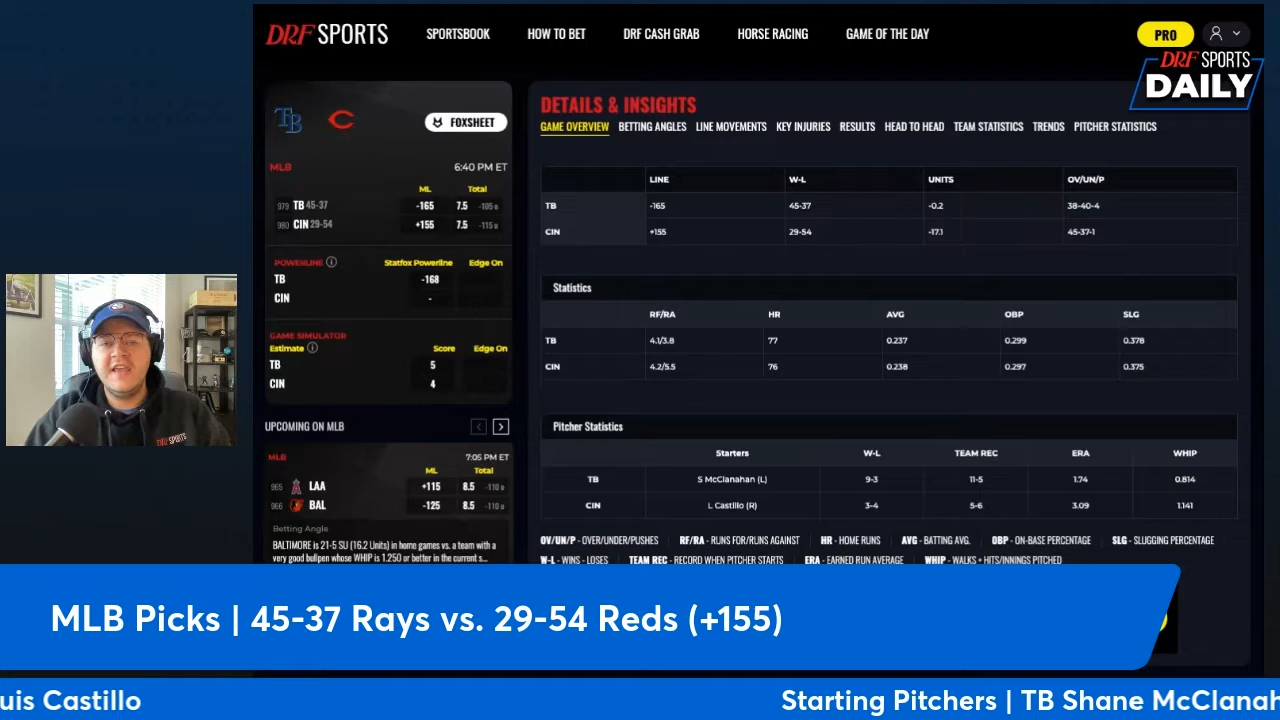 DRF SPORTS
SPORTSBOOK HOW TO BET DRF CASH GRAB HORSE RACING GAME OF THE DAY
PRO
DRF SPORTS
DAILY
TB C FOXSHEET
MLB 6:40 PM ET
ML Total
979 TB 45-37 -165 7.5 -105
980 CIN 29-54 +155 7.5 -115
POWERLINE Statfox Powerline Edge On
TB -168
CIN -
GAME SIMULATOR
Estimate Score Edge On
TB 5
CIN 4
UPCOMING ON MLB
MLB 7:05 PM ET
ML Total
965 LAA +115 8.5 -110
966 BAL -125 8.5 -110
Betting Angle
BALTIMORE is 21-5 SU (16.2 Units) in home games vs. a team with a
very good bullpen whose WHIP is 1.250 or better in the current s...
DETAILS & INSIGHTS
GAME OVERVIEW BETTING ANGLES LINE MOVEMENTS KEY INJURIES RESULTS HEAD TO HEAD TEAM STATISTICS TRENDS PITCHER STATISTICS
LINE W-L UNITS OV/UN/P
TB -165 45-37 -0.2 38-40-4
CIN +155 29-54 -17.1 45-37-1
Statistics
RF/RA HR AVG OBP SLG
TB 4.1/3.8 77 0.237 0.299 0.378
CIN 4.2/5.5 76 0.238 0.297 0.375
Pitcher Statistics
Starters W-L TEAM REC ERA WHIP
TB S McClanahan (L) 9-3 11-5 1.74 0.814
CIN L Castillo (R) 3-4 5-6 3.09 1.141
OV/UN/P - OVER/UNDER/PUSHES RF/RA - RUNS FOR/RUNS AGAINST HR - HOME RUNS AVG - BATTING AVG. OBP - ON-BASE PERCENTAGE SLG - SLUGGING PERCENTAGE
W-L - WINS - LOSES TEAM REC - RECORD WHEN PITCHER STARTS ERA - EARNED RUN AVERAGE WHIP - WALKS + HITS/INNINGS PITCHED
DRF SPORTS
MLB Picks | 45-37 Rays vs. 29-54 Reds (+155)
uis Castillo Starting Pitchers | TB Shane McClanah